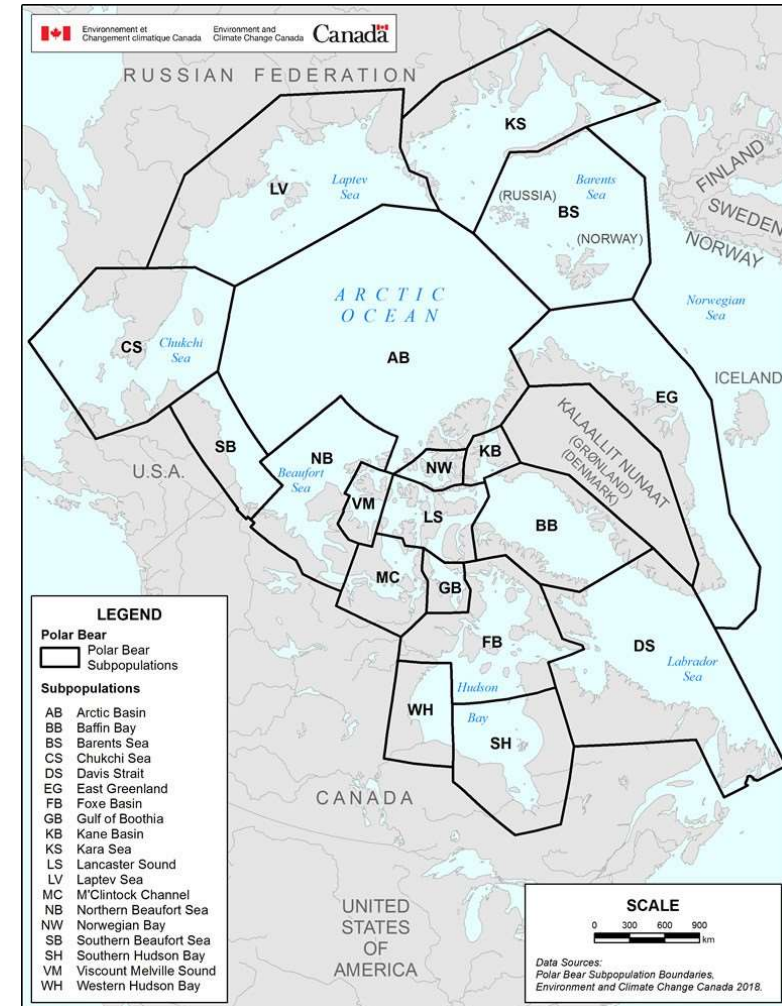 Environnement et
Changement climatique Canada
Environment and
Climate Change Canada
Canada
RUSSIAN FEDERATION
KS
LV
Laptev
Sea
(RUSSIA)
BS
(NORWAY)
Barents
Sea
FINLAND
SWEDEN
NORWAY
ARCTIC
OCEAN
AB
Norwegian
Sea
CS
Chukchi
Sea
ICELAND
EG
KALAALLIT NUNAAT
(GRØNLAND)
(DENMARK)
U.S.A.
SB
NB
Beaufort
Sea
NW
KB
VM
LS
BB
MC
GB
FB
DS
Labrador
Sea
Hudson
Bay
WH
SH
CANADA
UNITED
STATES
OF
AMERICA
LEGEND
Polar Bear
Polar Bear
Subpopulations
Subpopulations
AB Arctic Basin
BB Baffin Bay
BS Barents Sea
CS Chukchi Sea
DS Davis Strait
EG East Greenland
FB Foxe Basin
GB Gulf of Boothia
KB Kane Basin
KS Kara Sea
LS Lancaster Sound
LV Laptev Sea
MC M'Clintock Channel
NB Northern Beaufort Sea
NW Norwegian Bay
SB Southern Beaufort Sea
SH Southern Hudson Bay
VM Viscount Melville Sound
WH Western Hudson Bay
SCALE
0 300 600 900
km
Data Sources:
Polar Bear Subpopulation Boundaries,
Environment and Climate Change Canada 2018.